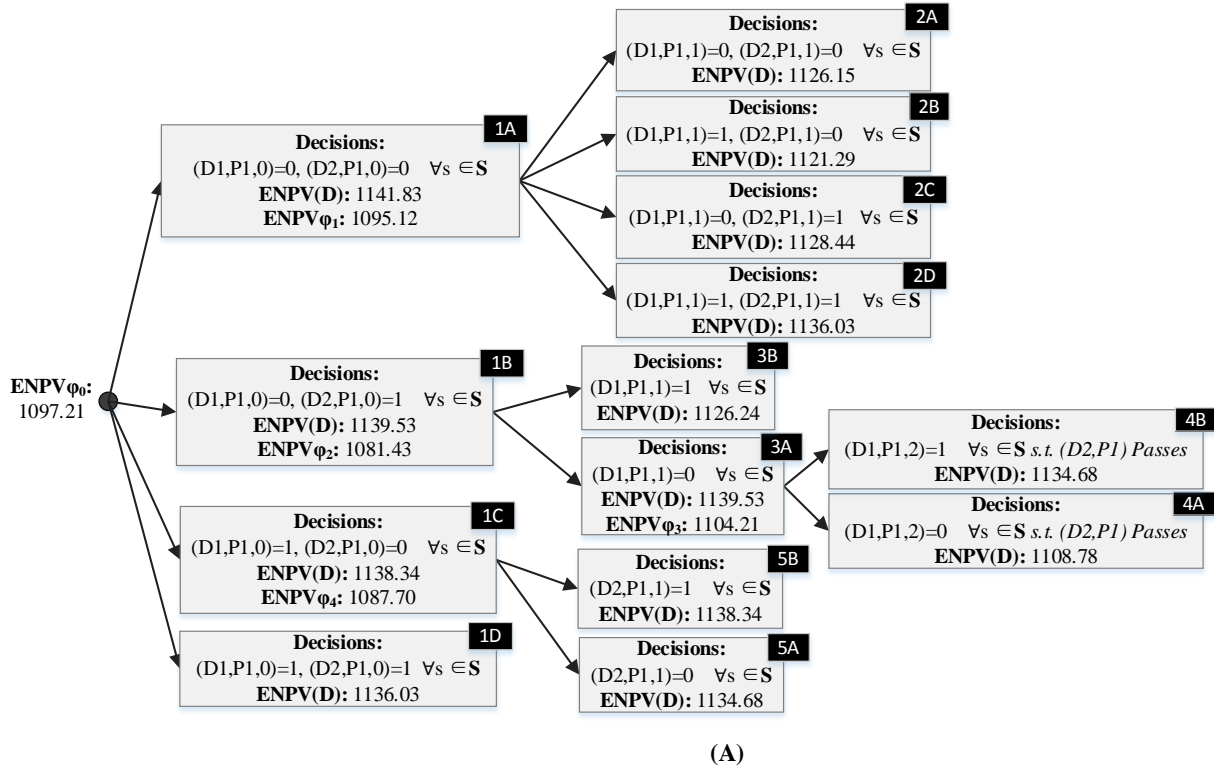 2A
Decisions:
(D1,P1,1)=0, (D2,P1,1)=0 ∀s ∈ S
ENPV(D): 1126.15
2B
Decisions:
(D1,P1,1)=1, (D2,P1,1)=0 ∀s ∈ S
ENPV(D): 1121.29
1A
Decisions:
(D1,P1,0)=0, (D2,P1,0)=0 ∀s ∈ S
ENPV(D): 1141.83
ENPVφ₁: 1095.12
2C
Decisions:
(D1,P1,1)=0, (D2,P1,1)=1 ∀s ∈ S
ENPV(D): 1128.44
2D
Decisions:
(D1,P1,1)=1, (D2,P1,1)=1 ∀s ∈ S
ENPV(D): 1136.03
ENPVφ₀:
1097.21
1B
Decisions:
(D1,P1,0)=0, (D2,P1,0)=1 ∀s ∈ S
ENPV(D): 1139.53
ENPVφ₂: 1081.43
3B
Decisions:
(D1,P1,1)=1 ∀s ∈ S
ENPV(D): 1126.24
3A
Decisions:
(D1,P1,1)=0 ∀s ∈ S
ENPV(D): 1139.53
ENPVφ₃: 1104.21
4B
Decisions:
(D1,P1,2)=1 ∀s ∈ S s.t. (D2,P1) Passes
ENPV(D): 1134.68
4A
Decisions:
(D1,P1,2)=0 ∀s ∈ S s.t. (D2,P1) Passes
ENPV(D): 1108.78
1C
Decisions:
(D1,P1,0)=1, (D2,P1,0)=0 ∀s ∈ S
ENPV(D): 1138.34
ENPVφ₄: 1087.70
5B
Decisions:
(D2,P1,1)=1 ∀s ∈ S
ENPV(D): 1138.34
1D
Decisions:
(D1,P1,0)=1, (D2,P1,0)=1 ∀s ∈ S
ENPV(D): 1136.03
5A
Decisions:
(D2,P1,1)=0 ∀s ∈ S
ENPV(D): 1134.68
(A)